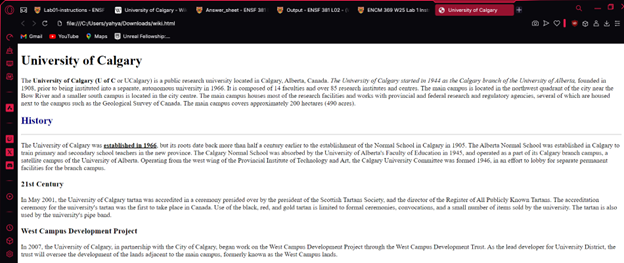 Lab01-instructions - ENSF
University of Calgary - W
Answer_sheet - ENSF 381
Output - ENSF 381 L02 -
ENCM 369 W25 Lab 1 Inst
University of Calgary
file:///C:/Users/yahya/Downloads/wiki.html
Gmail YouTube Maps Unreal Fellowship:...
University of Calgary
The University of Calgary (U of C or UCalgary) is a public research university located in Calgary, Alberta, Canada. The University of Calgary started in 1944 as the Calgary branch of the University of Alberta, founded in
1908, prior to being instituted into a separate, autonomous university in 1966. It is composed of 14 faculties and over 85 research institutes and centres. The main campus is located in the northwest quadrant of the city near the
Bow River and a smaller south campus is located in the city centre. The main campus houses most of the research facilities and works with provincial and federal research and regulatory agencies, several of which are housed
next to the campus such as the Geological Survey of Canada. The main campus covers approximately 200 hectares (490 acres).
History
The University of Calgary was established in 1966, but its roots date back more than half a century earlier to the establishment of the Normal School in Calgary in 1905. The Alberta Normal School was established in Calgary to
train primary and secondary school teachers in the new province. The Calgary Normal School was absorbed by the University of Alberta's Faculty of Education in 1945, and operated as a part of its Calgary branch campus, a
satellite campus of the University of Alberta. Operating from the west wing of the Provincial Institute of Technology and Art, the Calgary University Committee was formed 1946, in an effort to lobby for separate permanent
facilities for the branch campus.
21st Century
In May 2001, the University of Calgary tartan was accredited in a ceremony presided over by the president of the Scottish Tartans Society, and the director of the Register of All Publicly Known Tartans. The accreditation
ceremony for the university's tartan was the first to take place in Canada. Use of the black, red, and gold tartan is limited to formal ceremonies, convocations, and a small number of items sold by the university. The tartan is also
used by the university's pipe band.
West Campus Development Project
In 2007, the University of Calgary, in partnership with the City of Calgary, began work on the West Campus Development Project through the West Campus Development Trust. As the lead developer for University District, the
trust will oversee the development of the lands adjacent to the main campus, formerly known as the West Campus lands.